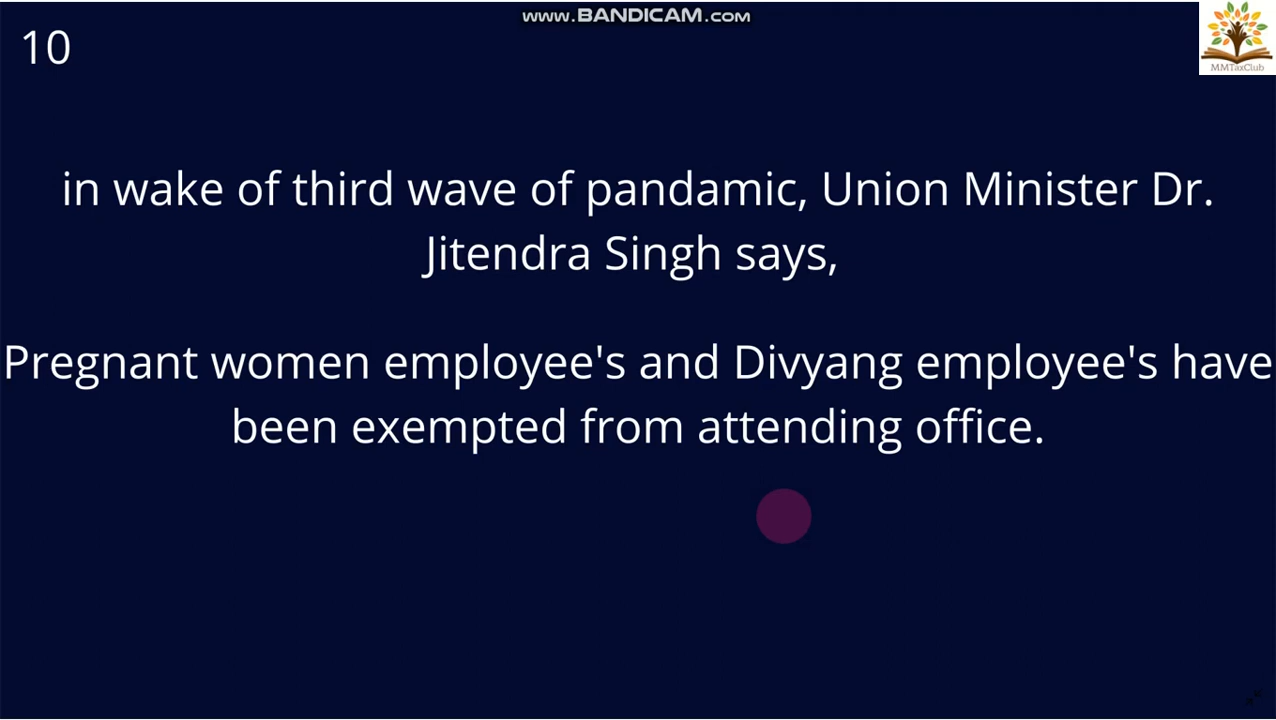 www.BANDICAM.com
10
MMTaxClub
in wake of third wave of pandamic, Union Minister Dr.
Jitendra Singh says,
Pregnant women employee's and Divyang employee's have
been exempted from attending office.